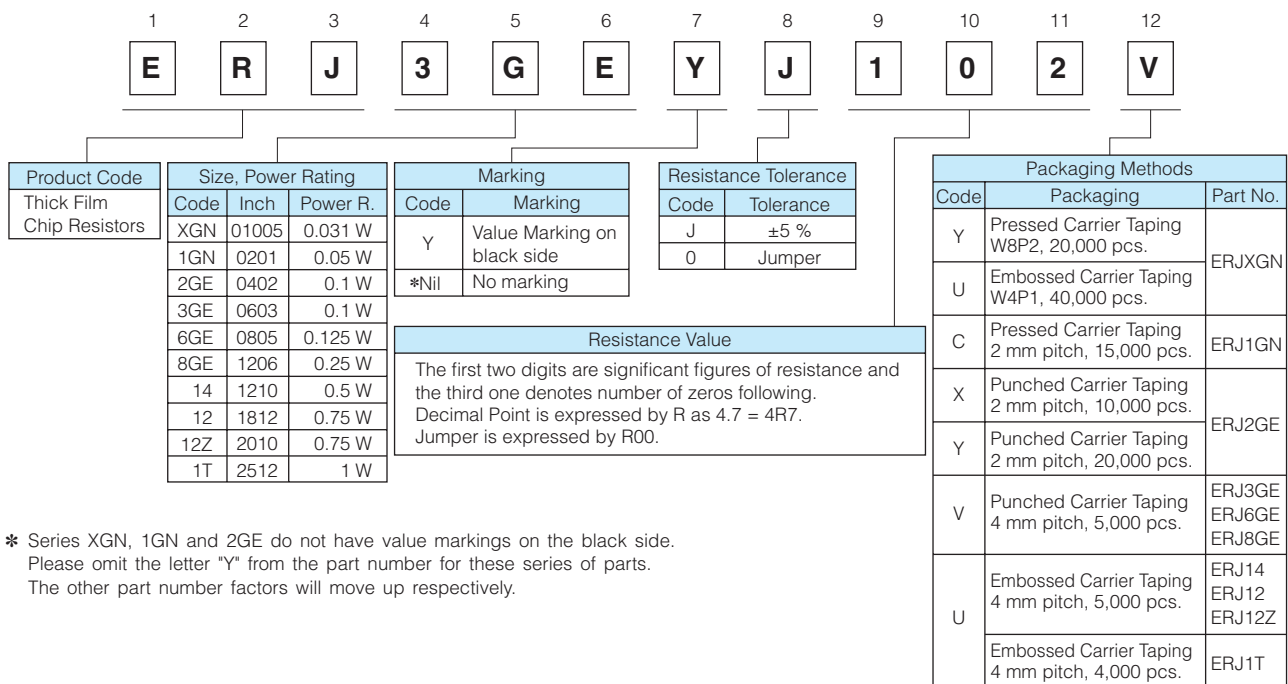 1 2 3 4 5 6 7 8 9 10 11 12
E R J 3 G E Y J 1 0 2 V
Product Code
Thick Film
Chip Resistors
Size, Power Rating
Code Inch Power R.
XGN 01005 0.031 W
1GN 0201 0.05 W
2GE 0402 0.1 W
3GE 0603 0.1 W
6GE 0805 0.125 W
8GE 1206 0.25 W
14 1210 0.5 W
12 1812 0.75 W
12Z 2010 0.75 W
1T 2512 1 W
Marking
Code Marking
Y Value Marking on
black side
*Nil No marking
Resistance Tolerance
Code Tolerance
J ±5 %
0 Jumper
Resistance Value
The first two digits are significant figures of resistance and
the third one denotes number of zeros following.
Decimal Point is expressed by R as 4.7 = 4R7.
Jumper is expressed by R00.
Packaging Methods
Code Packaging Part No.
Y Pressed Carrier Taping
W8P2, 20,000 pcs.
ERJXGN
U Embossed Carrier Taping
W4P1, 40,000 pcs.
C Pressed Carrier Taping
2 mm pitch, 15,000 pcs.
ERJ1GN
X Punched Carrier Taping
2 mm pitch, 10,000 pcs.
ERJ2GE
Y Punched Carrier Taping
2 mm pitch, 20,000 pcs.
V Punched Carrier Taping
4 mm pitch, 5,000 pcs.
ERJ3GE
ERJ6GE
ERJ8GE
U Embossed Carrier Taping
4 mm pitch, 5,000 pcs.
ERJ14
ERJ12
ERJ12Z
Embossed Carrier Taping
4 mm pitch, 4,000 pcs.
ERJ1T
* Series XGN, 1GN and 2GE do not have value markings on the black side.
Please omit the letter "Y" from the part number for these series of parts.
The other part number factors will move up respectively.